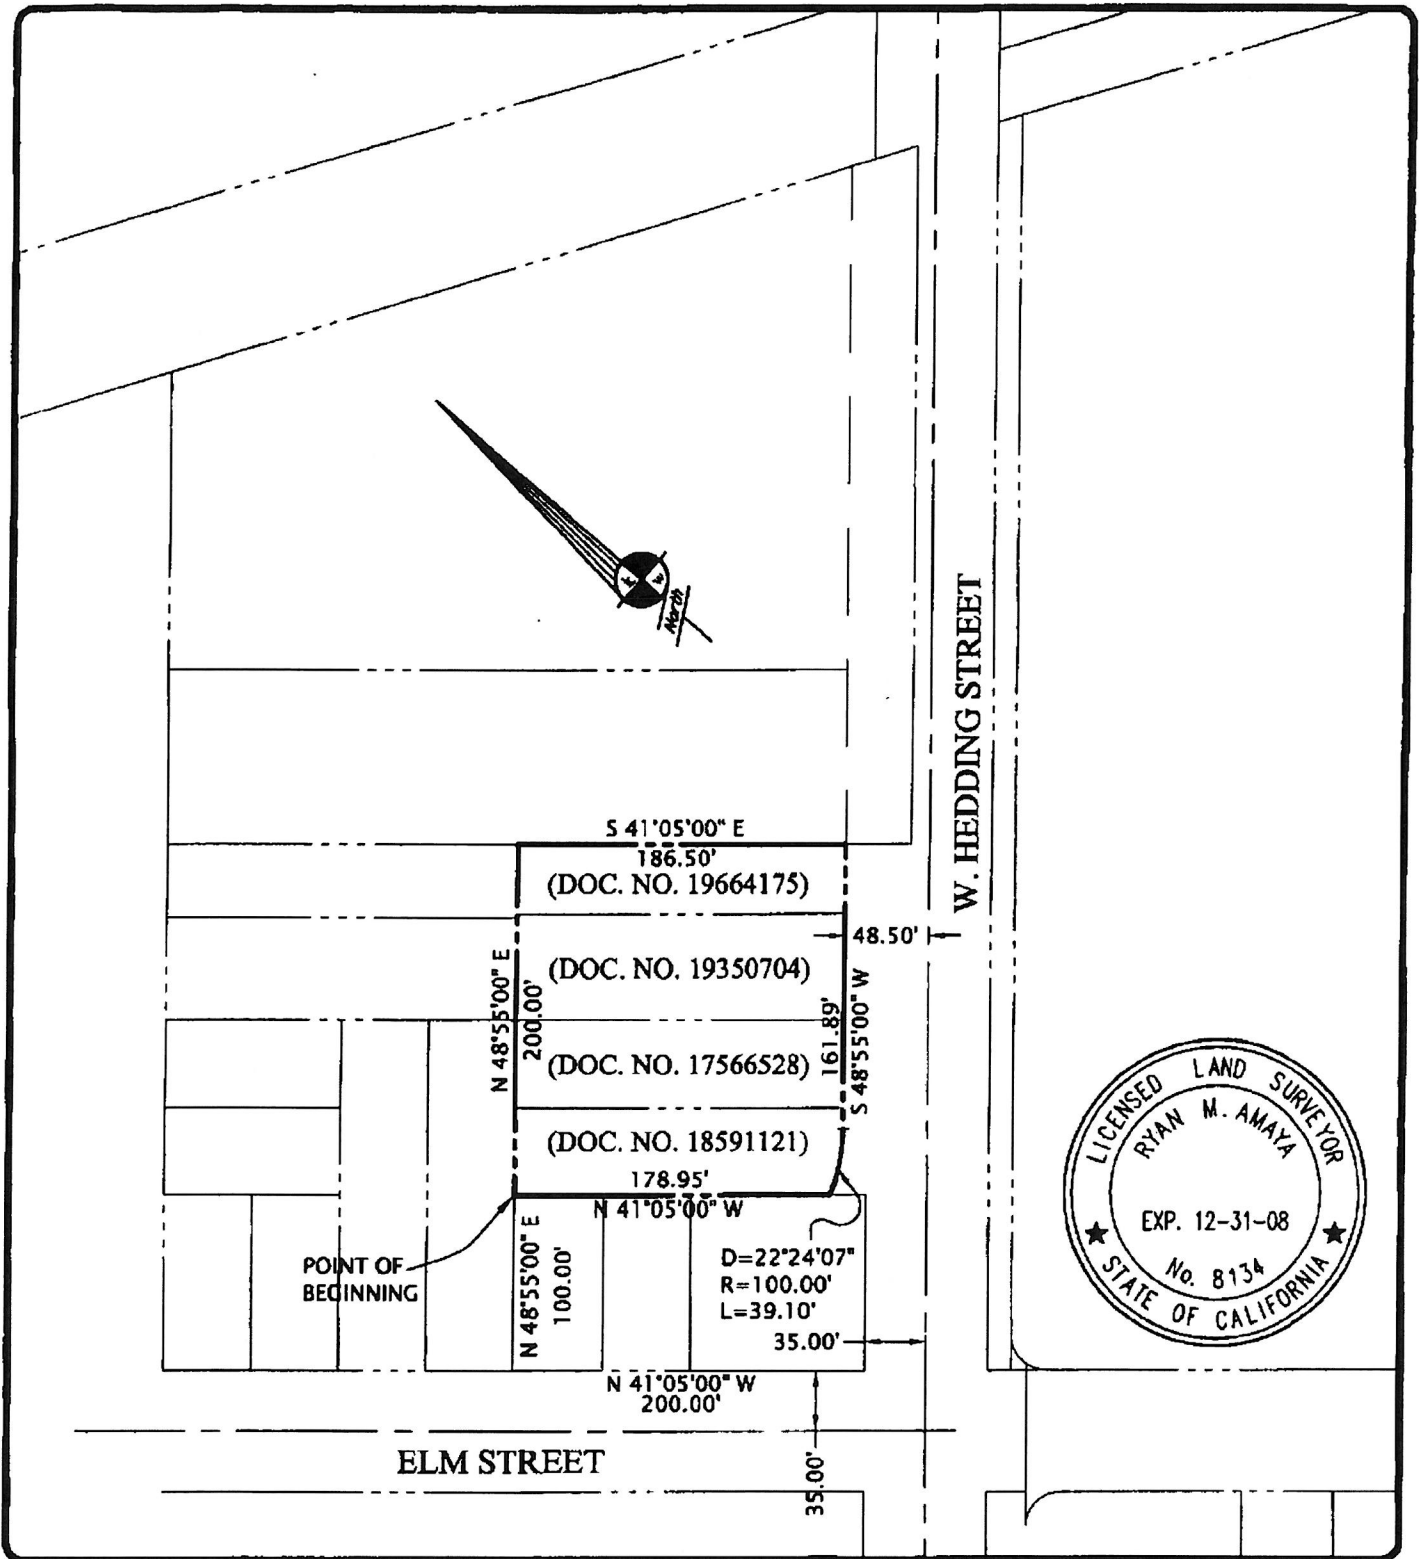 North
W. HEDDING STREET
S 41°05'00" E
186.50'
(DOC. NO. 19664175)
48.50'
(DOC. NO. 19350704)
N 48°55'00" E
200.00'
161.89'
S 48°55'00" W
(DOC. NO. 17566528)
(DOC. NO. 18591121)
178.95'
N 41°05'00" W
POINT OF
BEGINNING
N 48°55'00" E
100.00'
D=22°24'07"
R=100.00'
L=39.10'
35.00'
N 41°05'00" W
200.00'
35.00'
ELM STREET
LICENSED LAND SURVEYOR
RYAN M. AMAYA
EXP. 12-31-08
No. 8134
STATE OF CALIFORNIA